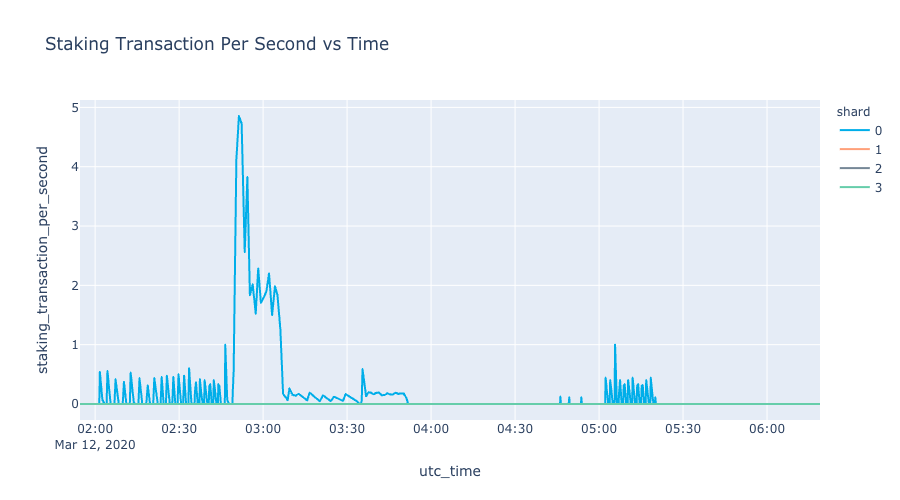 Staking Transaction Per Second vs Time
shard
0
1
2
3
staking_transaction_per_second
5
4
3
2
1
0
02:00 02:30 03:00 03:30 04:00 04:30 05:00 05:30 06:00
Mar 12, 2020
utc_time